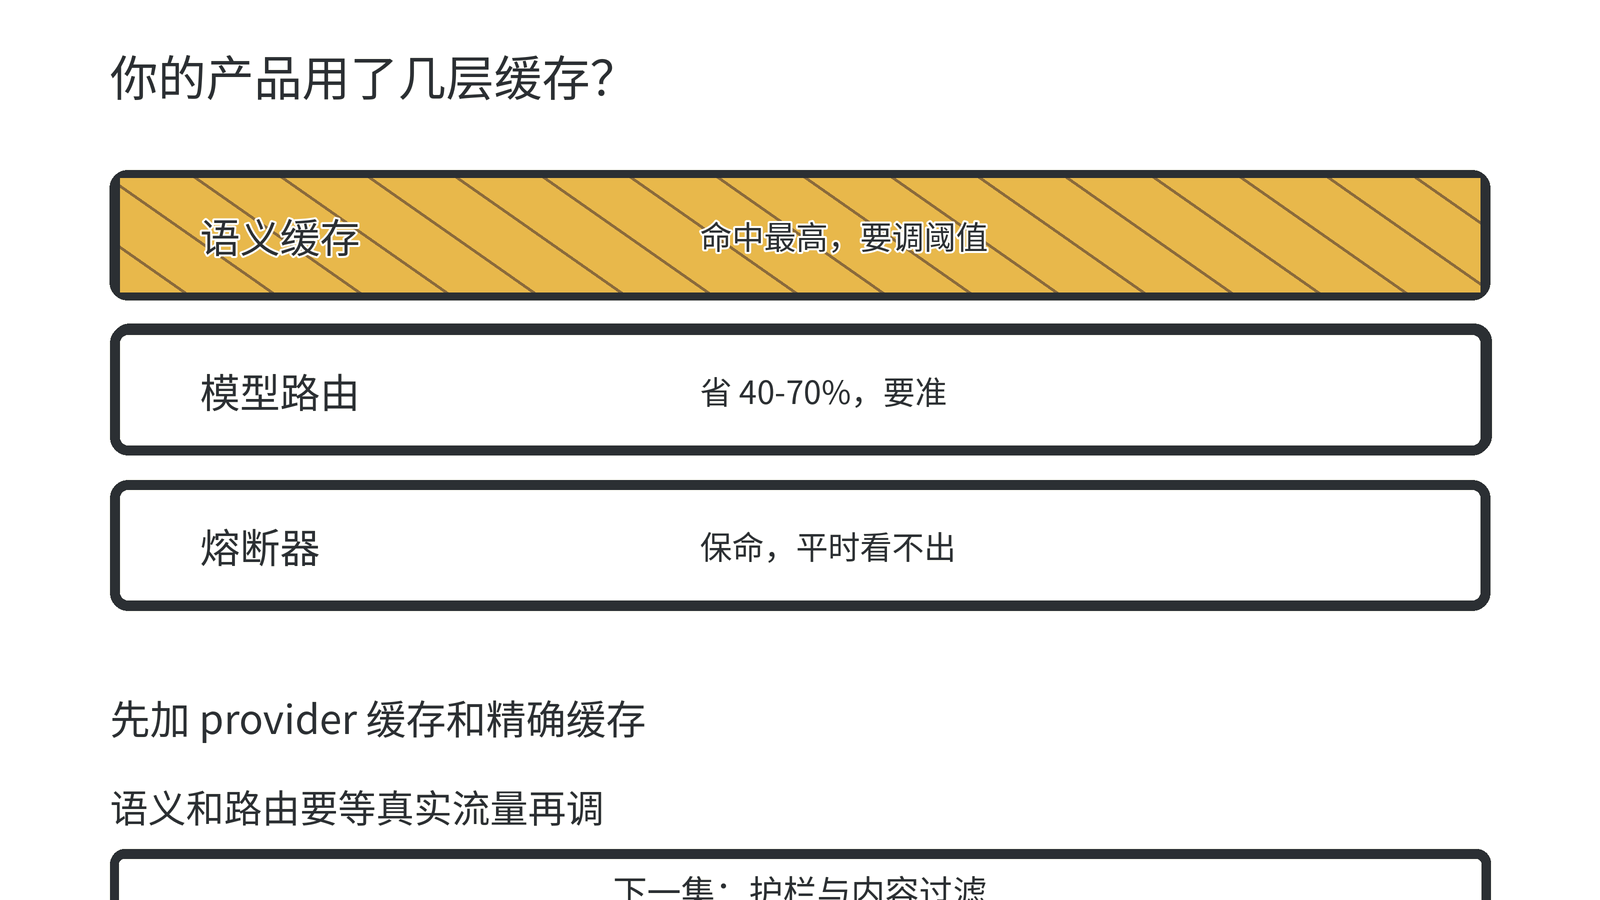 你的产品用了几层缓存？
语义缓存 命中最高，要调阈值
模型路由 省 40-70%，要准
熔断器 保命，平时看不出
先加 provider 缓存和精确缓存
语义和路由要等真实流量再调
下一集：护栏与内容过滤